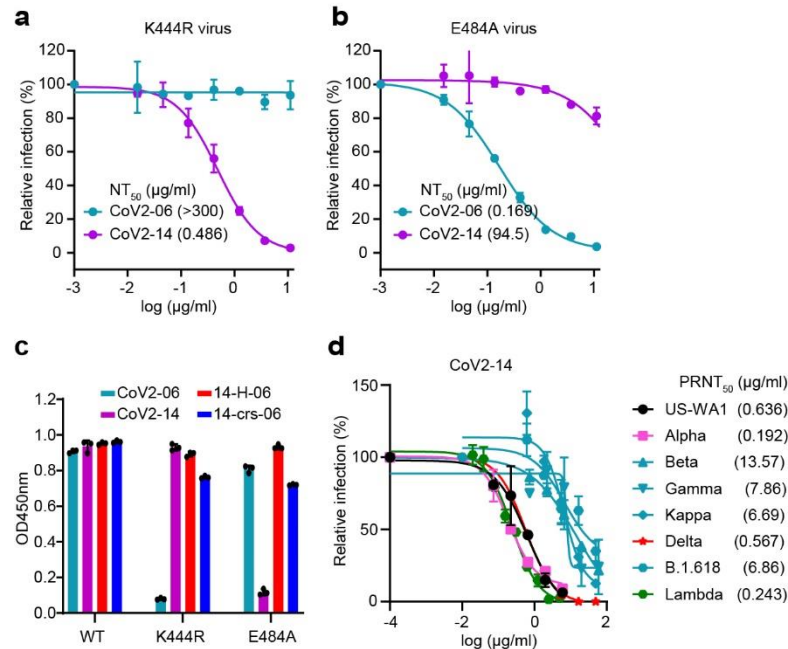 a
K444R virus
Relative infection (%)
120
100
80
60
40
20
0
NT50 (µg/ml)
CoV2-06 (>300)
CoV2-14 (0.486)
-3 -2 -1 0 1
log (µg/ml)
b
E484A virus
Relative infection (%)
120
100
80
60
40
20
0
NT50 (µg/ml)
CoV2-06 (0.169)
CoV2-14 (94.5)
-3 -2 -1 0 1
log (µg/ml)
c
CoV2-06 14-H-06
CoV2-14 14-crs-06
OD450nm
1.2
1.0
0.8
0.6
0.4
0.2
0.0
WT K444R E484A
d
CoV2-14
Relative infection (%)
150
100
50
0
-4 -2 0 2
log (µg/ml)
PRNT50 (µg/ml)
US-WA1 (0.636)
Alpha (0.192)
Beta (13.57)
Gamma (7.86)
Kappa (6.69)
Delta (0.567)
B.1.618 (6.86)
Lambda (0.243)